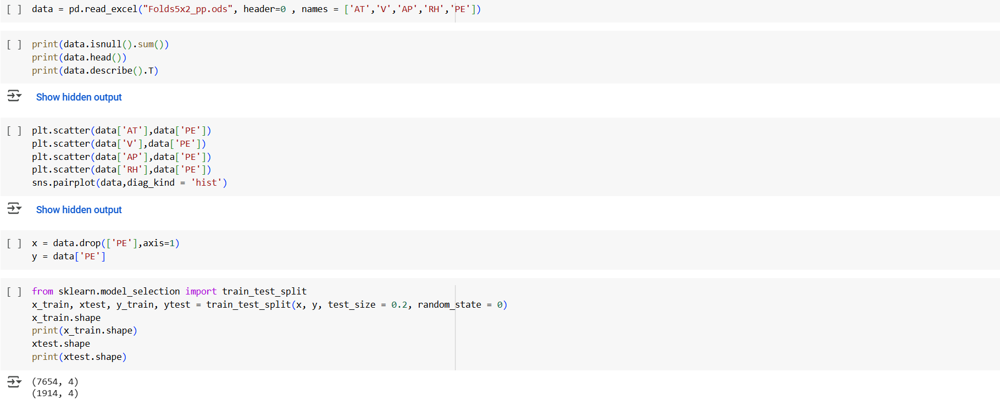 [ ] data = pd.read_excel("Folds5x2_pp.ods", header=0 , names = ['AT','V','AP','RH','PE'])
[ ] print(data.isnull().sum())
print(data.head())
print(data.describe().T)
Show hidden output
[ ] plt.scatter(data['AT'],data['PE'])
plt.scatter(data['V'],data['PE'])
plt.scatter(data['AP'],data['PE'])
plt.scatter(data['RH'],data['PE'])
sns.pairplot(data,diag_kind = 'hist')
Show hidden output
[ ] x = data.drop(['PE'],axis=1)
y = data['PE']
[ ] from sklearn.model_selection import train_test_split
x_train, xtest, y_train, ytest = train_test_split(x, y, test_size = 0.2, random_state = 0)
x_train.shape
print(x_train.shape)
xtest.shape
print(xtest.shape)
(7654, 4)
(1914, 4)